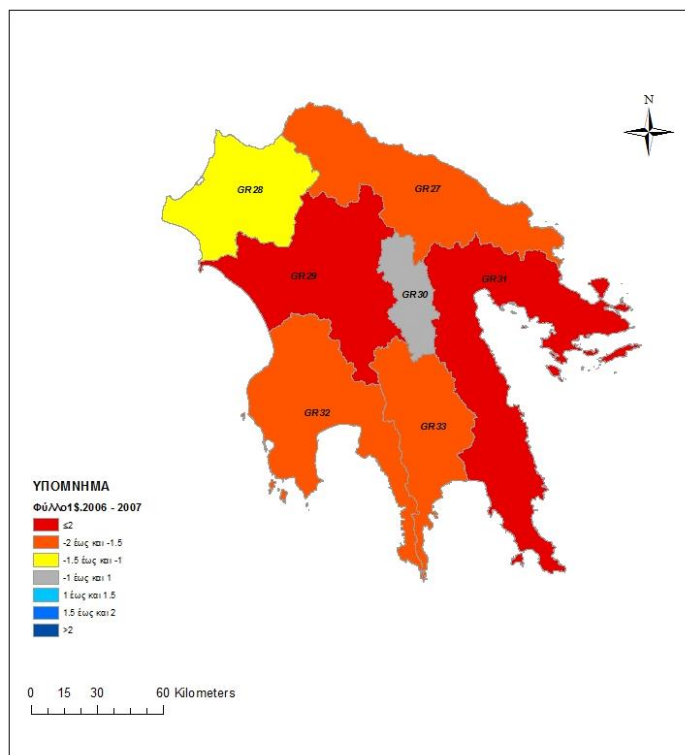 N
GR28
GR27
GR29
GR30
GR31
GR32
GR33
ΥΠΟΜΝΗΜΑ
Φύλλο1$.2006 - 2007
≤2
-2 έως και -1.5
-1.5 έως και -1
-1 έως και 1
1 έως και 1.5
1.5 έως και 2
>2
0 15 30 60 Kilometers